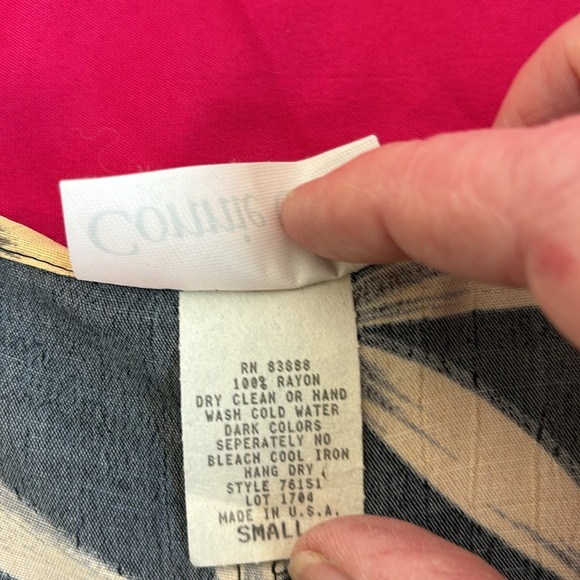 Connie
RN 83888
100% RAYON
DRY CLEAN OR HAND
WASH COLD WATER
DARK COLORS
SEPERATELY NO
BLEACH COOL IRON
HANG DRY
STYLE 76151
LOT 1704
MADE IN U.S.A.
SMALL